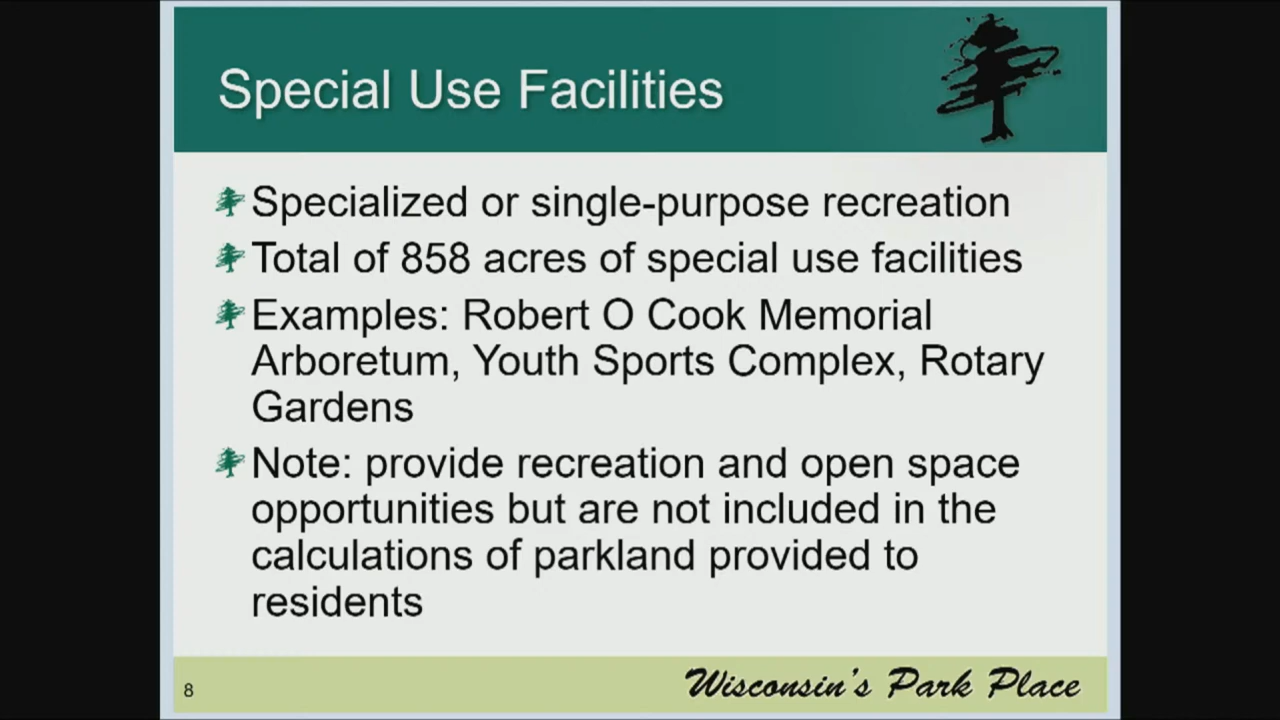 Special Use Facilities
Specialized or single-purpose recreation
Total of 858 acres of special use facilities
Examples: Robert O Cook Memorial
Arboretum, Youth Sports Complex, Rotary
Gardens
Note: provide recreation and open space
opportunities but are not included in the
calculations of parkland provided to
residents
8
Wisconsin's Park Place